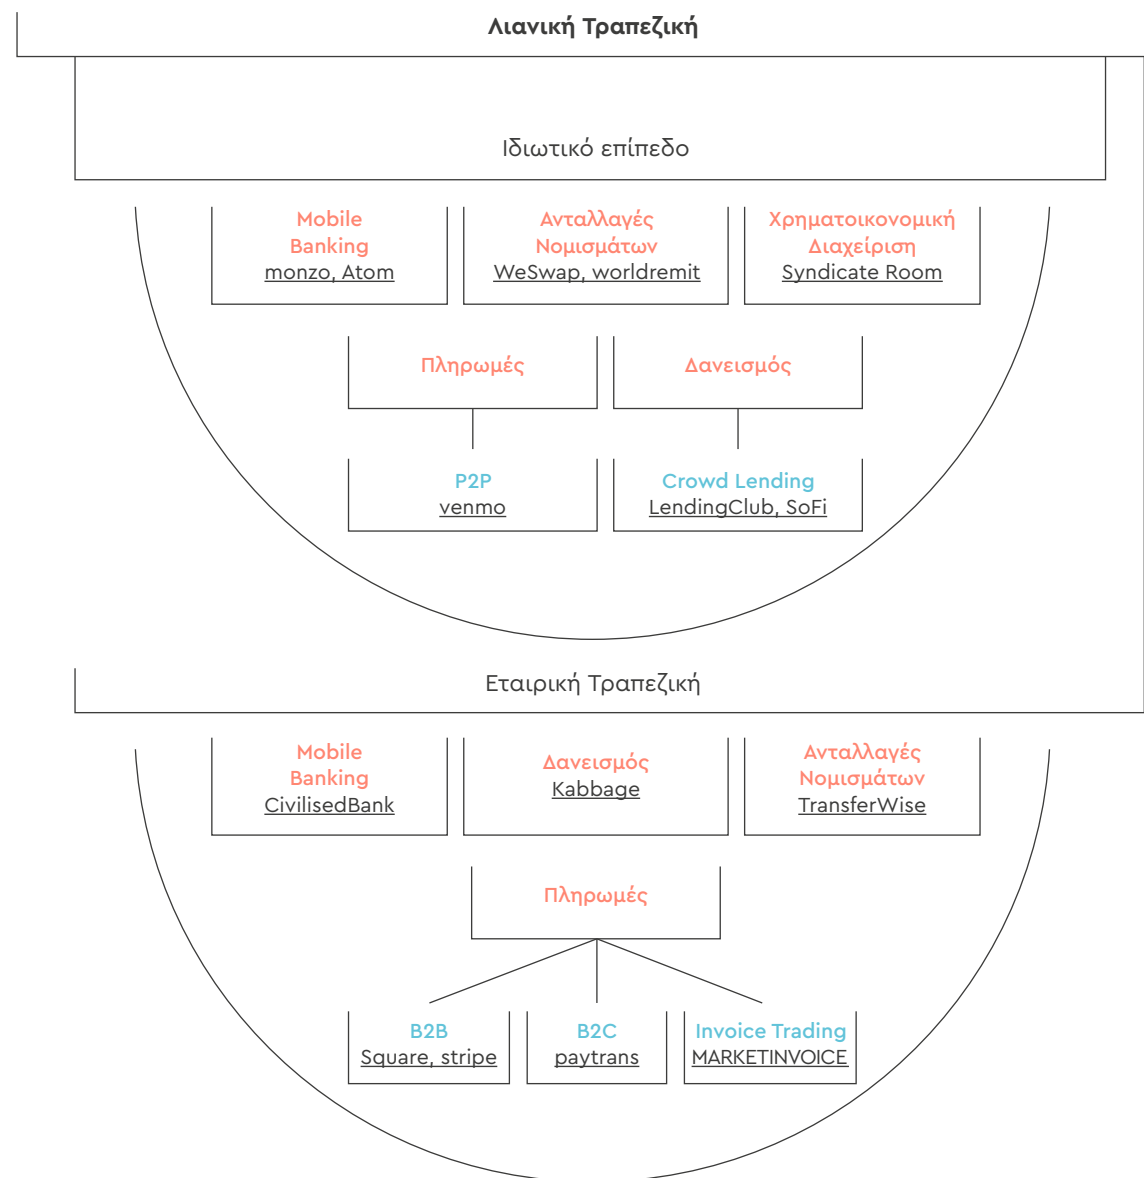 Λιανική Τραπεζική
Ιδιωτικό επίπεδο
Mobile
Banking
monzo, Atom
Ανταλλαγές
Νομισμάτων
WeSwap, worldremit
Χρηματοικονομική
Διαχείριση
Syndicate Room
Πληρωμές
Δανεισμός
P2P
venmo
Crowd Lending
LendingClub, SoFi
Εταιρική Τραπεζική
Mobile
Banking
CivilisedBank
Δανεισμός
Kabbage
Ανταλλαγές
Νομισμάτων
TransferWise
Πληρωμές
B2B
Square, stripe
B2C
paytrans
Invoice Trading
MARKETINVOICE